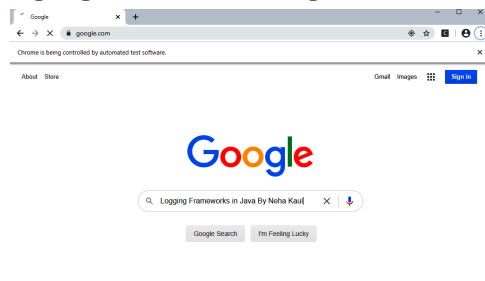 Google
google.com
Chrome is being controlled by automated test software.
About Store
Gmail Images Sign in
Google
Logging Frameworks in Java By Neha Kaul
Google Search I'm Feeling Lucky